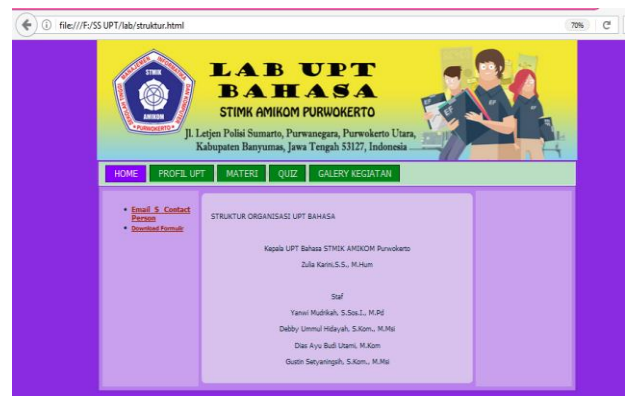 file:///F:/SS UPT/lab/struktur.html
70%
STMIK
AMIKOM
PURWOKERTO
LAB UPT
BAHASA
STIMK AMIKOM PURWOKERTO
Jl. Letjen Polisi Sumarto, Purwanegara, Purwokerto Utara,
Kabupaten Banyumas, Jawa Tengah 53127, Indonesia
EF
EF
HOME PROFIL UPT MATERI QUIZ GALERY KEGIATAN
Email 5 Contact
Person
Download Formulir
STRUKTUR ORGANISASI UPT BAHASA
Kepala UPT Bahasa STMIK AMIKOM Purwokerto
Zulia Karini,S.S., M.Hum
Staf
Yanwi Mudrikah, S.Sos.I., M.Pd
Debby Ummul Hidayah, S.Kom., M.Msi
Dias Ayu Budi Utami, M.Kom
Gustin Setyaningsih, S.Kom., M.Msi